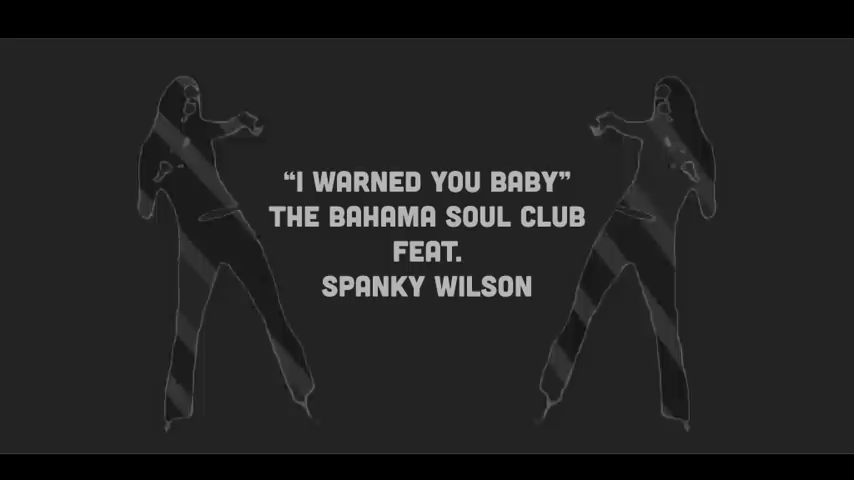 “I WARNED YOU BABY”
THE BAHAMA SOUL CLUB
FEAT.
SPANKY WILSON